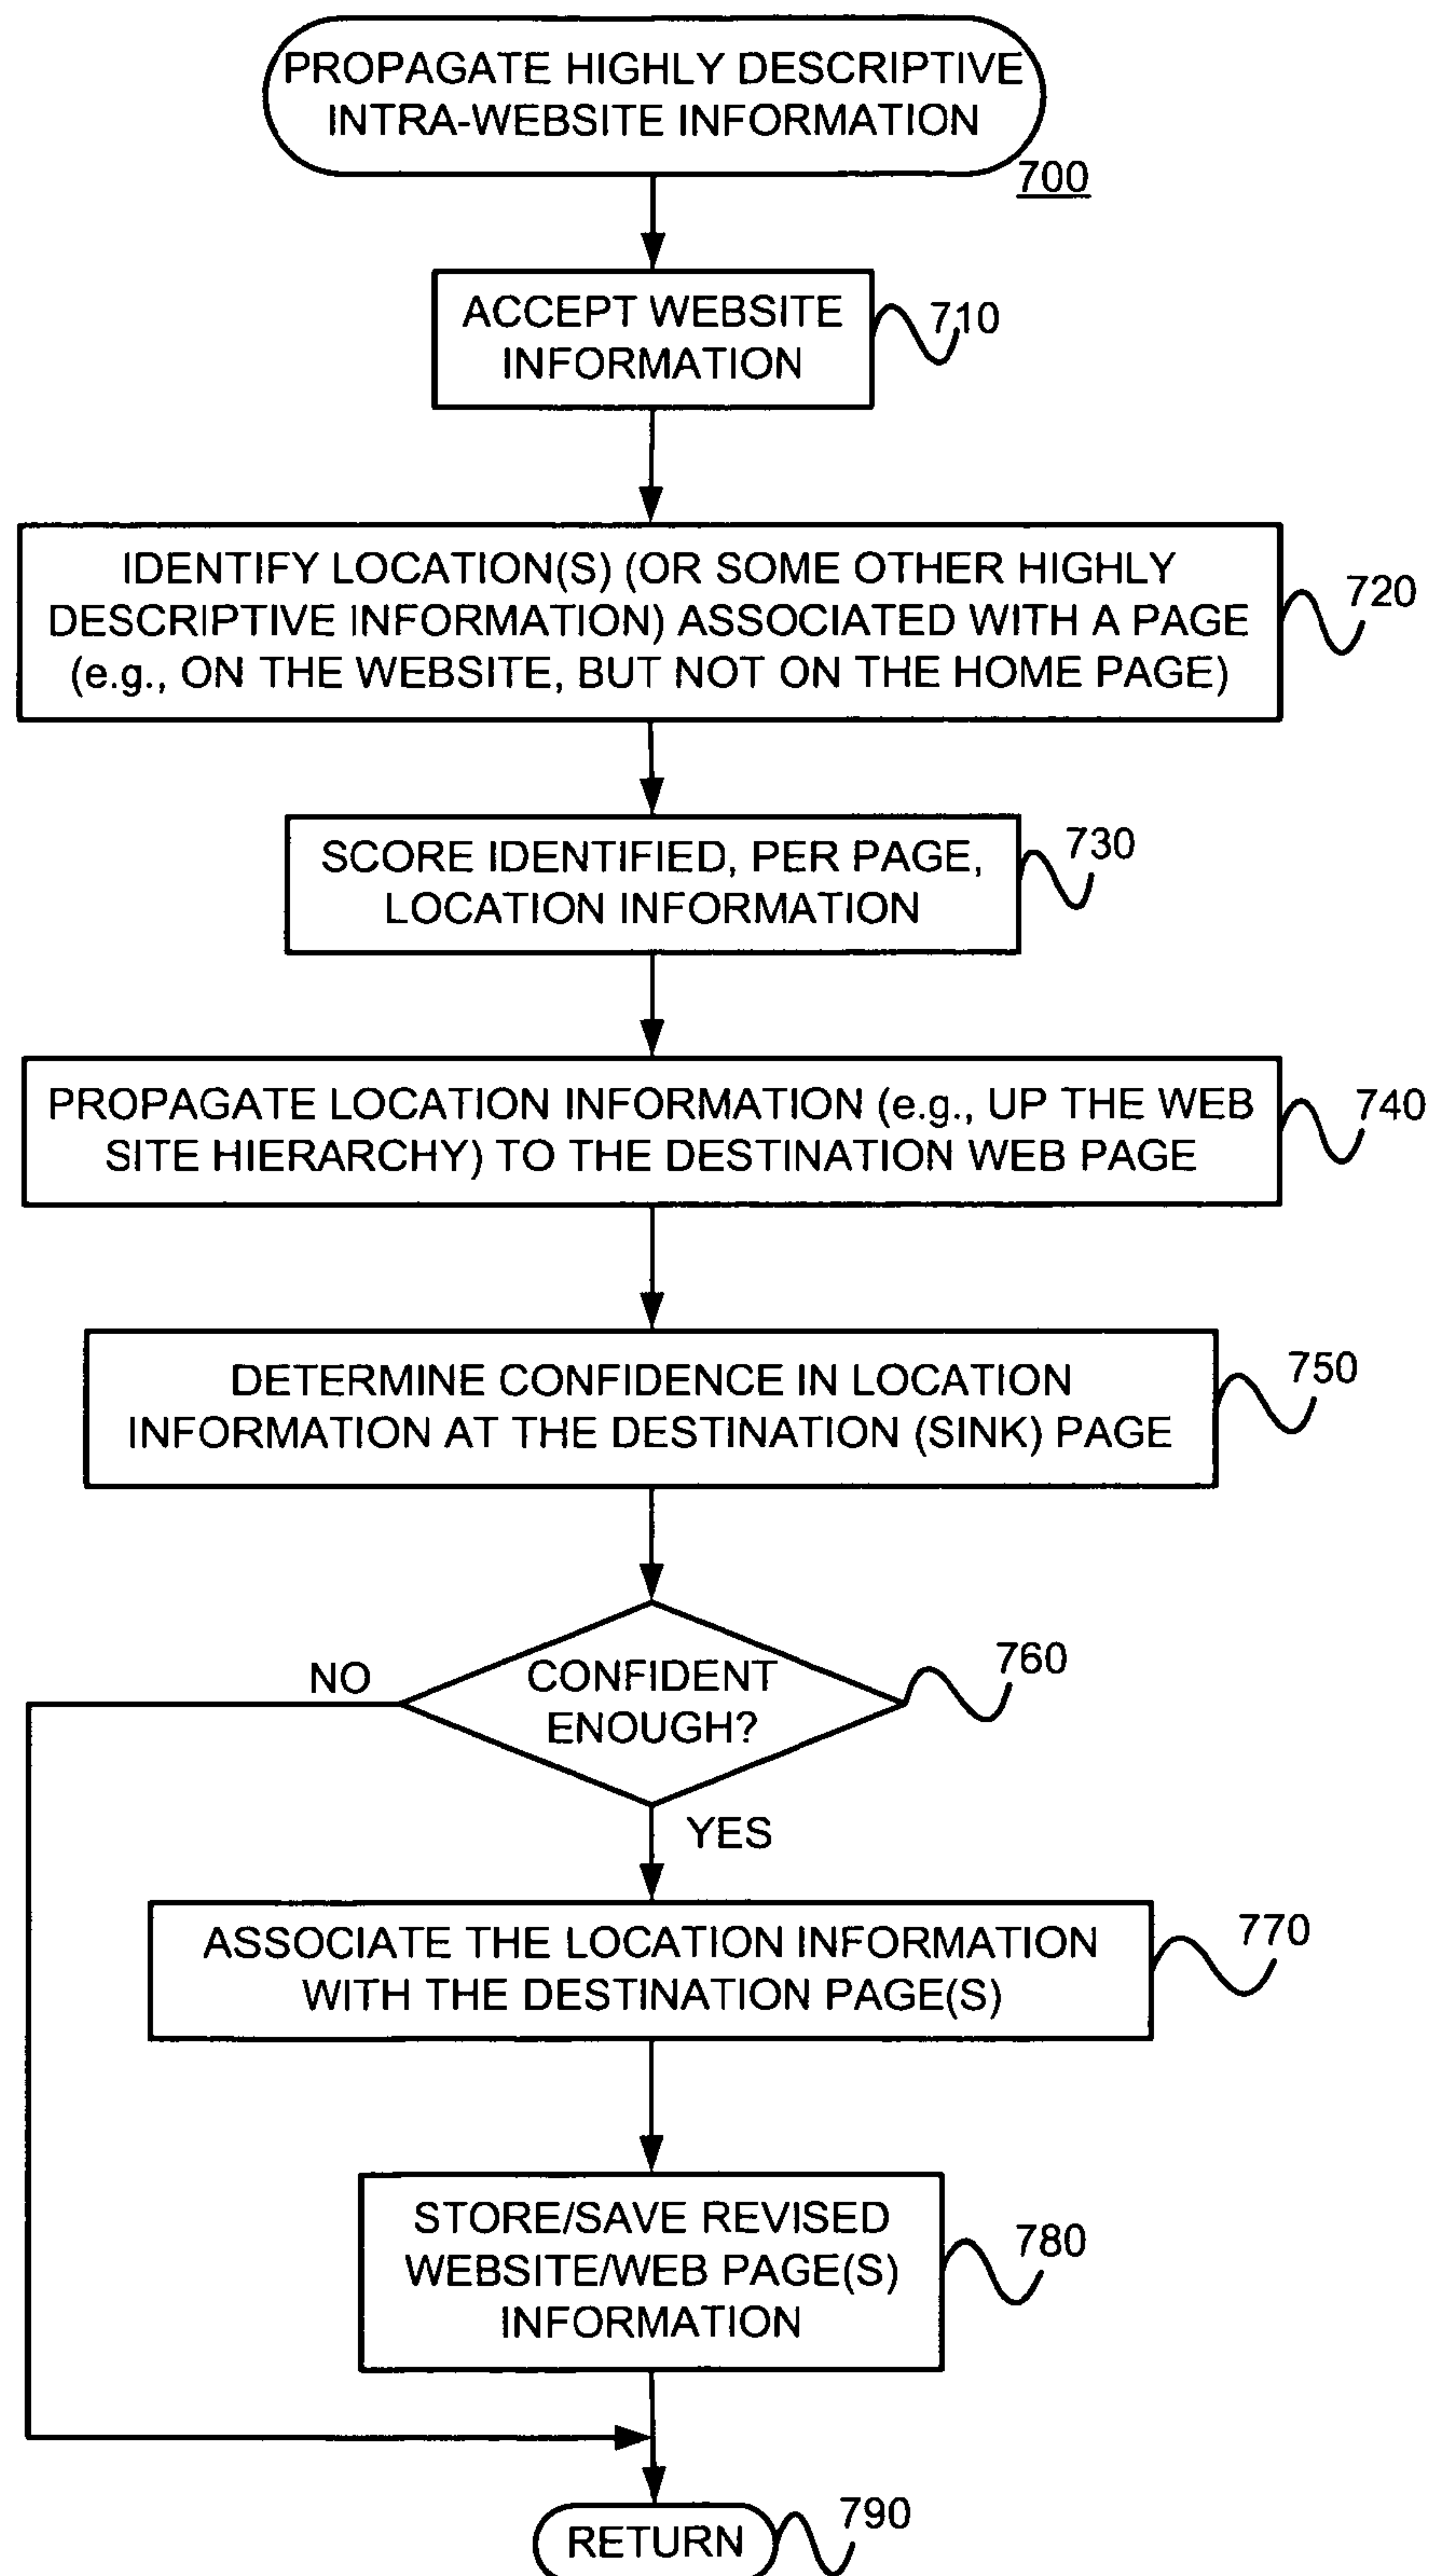 PROPAGATE HIGHLY DESCRIPTIVE
INTRA-WEBSITE INFORMATION
700
ACCEPT WEBSITE
INFORMATION
710
IDENTIFY LOCATION(S) (OR SOME OTHER HIGHLY
DESCRIPTIVE INFORMATION) ASSOCIATED WITH A PAGE
(e.g., ON THE WEBSITE, BUT NOT ON THE HOME PAGE)
720
SCORE IDENTIFIED, PER PAGE,
LOCATION INFORMATION
730
PROPAGATE LOCATION INFORMATION (e.g., UP THE WEB
SITE HIERARCHY) TO THE DESTINATION WEB PAGE
740
DETERMINE CONFIDENCE IN LOCATION
INFORMATION AT THE DESTINATION (SINK) PAGE
750
NO
CONFIDENT
ENOUGH?
760
YES
ASSOCIATE THE LOCATION INFORMATION
WITH THE DESTINATION PAGE(S)
770
STORE/SAVE REVISED
WEBSITE/WEB PAGE(S)
INFORMATION
780
RETURN
790